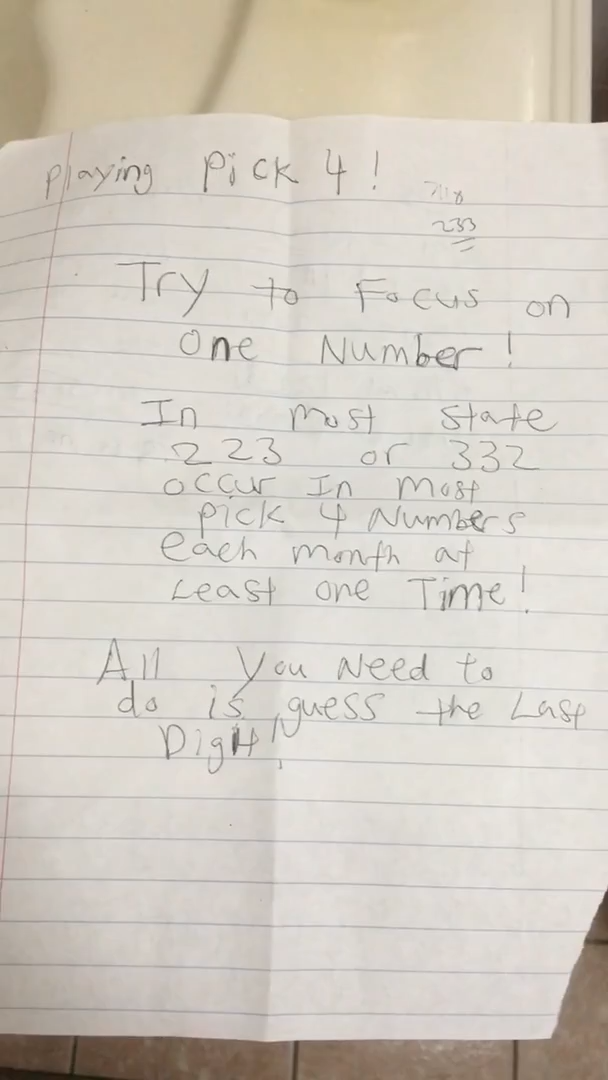 Playing Pick 4!
233
Try to Focus on
One Number!
In most state
223 or 332
occur In most
Pick 4 Numbers
each month at
Least one Time!
All You Need to
do is guess the Last
Digit!